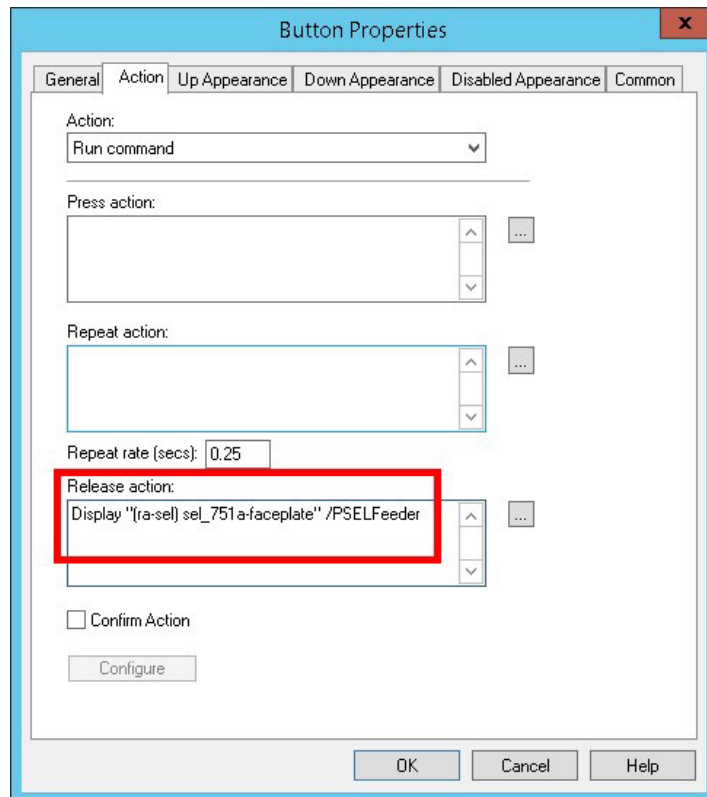 Button Properties
x
General Action Up Appearance Down Appearance Disabled Appearance Common
Action:
Run command
Press action:
...
Repeat action:
...
Repeat rate (secs): 0.25
Release action:
Display "(ra-sel) sel_751a-faceplate" /PSELFeeder
...
Confirm Action
Configure
OK Cancel Help